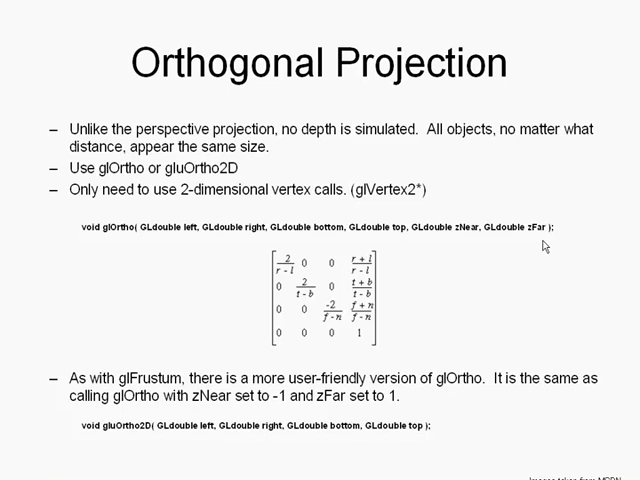 Orthogonal Projection
– Unlike the perspective projection, no depth is simulated. All objects, no matter what
distance, appear the same size.
– Use glOrtho or gluOrtho2D
– Only need to use 2-dimensional vertex calls. (glVertex2*)
void glOrtho( GLdouble left, GLdouble right, GLdouble bottom, GLdouble top, GLdouble zNear, GLdouble zFar );
2/(r - l) 0 0 (r + l)/(r - l)
0 2/(t - b) 0 (t + b)/(t - b)
0 0 -2/(f - n) (f + n)/(f - n)
0 0 0 1
– As with glFrustum, there is a more user-friendly version of glOrtho. It is the same as
calling glOrtho with zNear set to -1 and zFar set to 1.
void gluOrtho2D( GLdouble left, GLdouble right, GLdouble bottom, GLdouble top );
Images taken from MSDN